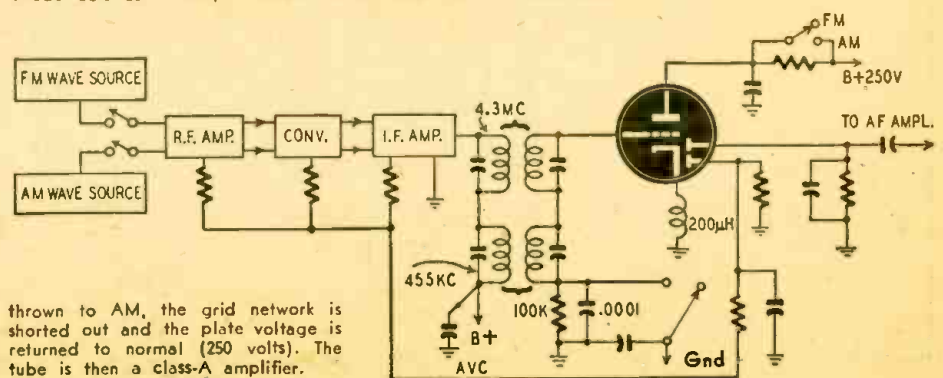 FM
AM
B+250V
FM WAVE SOURCE
4.3MC
TO AF AMPL.
R.F. AMP.
CONV.
I.F. AMP.
AM WAVE SOURCE
200μH
455KC
100K
.0001
B+
AVC
Gnd
thrown to AM, the grid network is
shorted out and the plate voltage is
returned to normal (250 volts). The
tube is then a class-A amplifier.